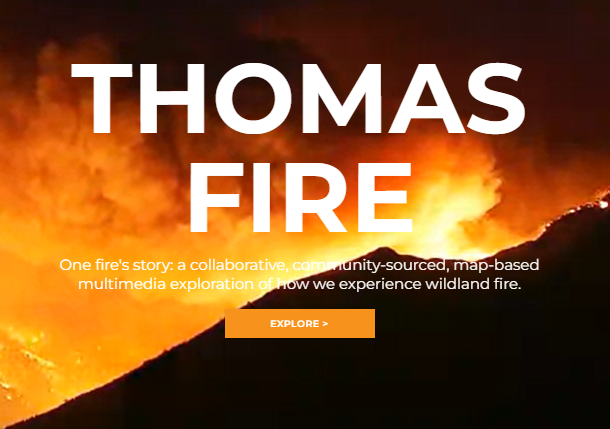 THOMAS
FIRE
One fire's story: a collaborative, community-sourced, map-based
multimedia exploration of how we experience wildland fire.
EXPLORE >